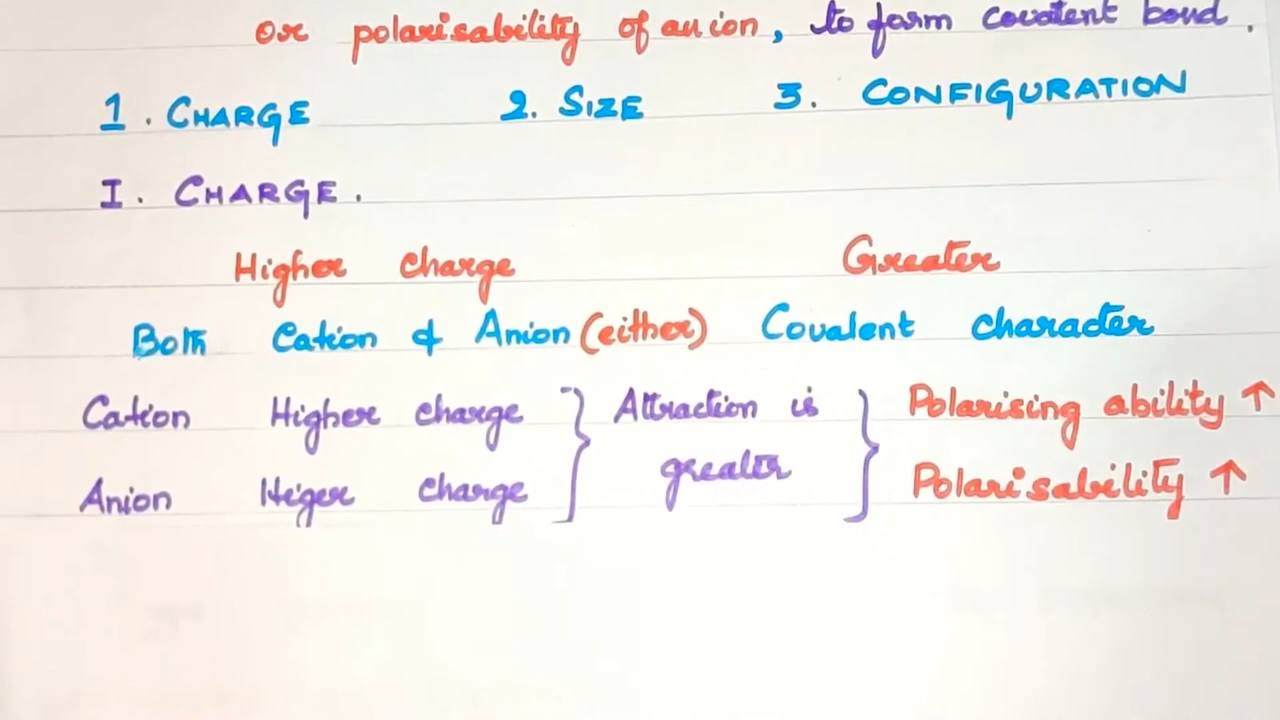 or polarisability of an ion, to form covalent bond.
1. CHARGE 2. SIZE 3. CONFIGURATION
I. CHARGE.
Higher charge Greater
Both Cation & Anion (either) Covalent character
Cation Higher charge } Attraction is } Polarising ability ↑
Anion Higer charge greater Polarisability ↑